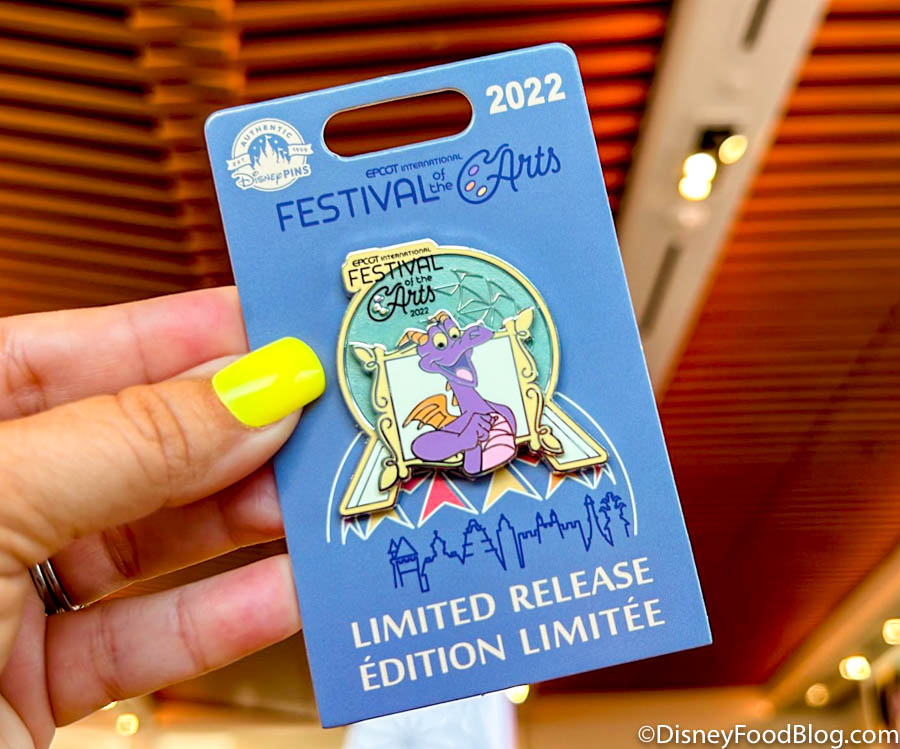 2022
AUTHENTIC
EST. 1999
Disney PINS
EPCOT INTERNATIONAL
FESTIVAL of the Arts
EPCOT INTERNATIONAL
FESTIVAL
of the
Arts
2022
LIMITED RELEASE
ÉDITION LIMITÉE
©DisneyFoodBlog.com